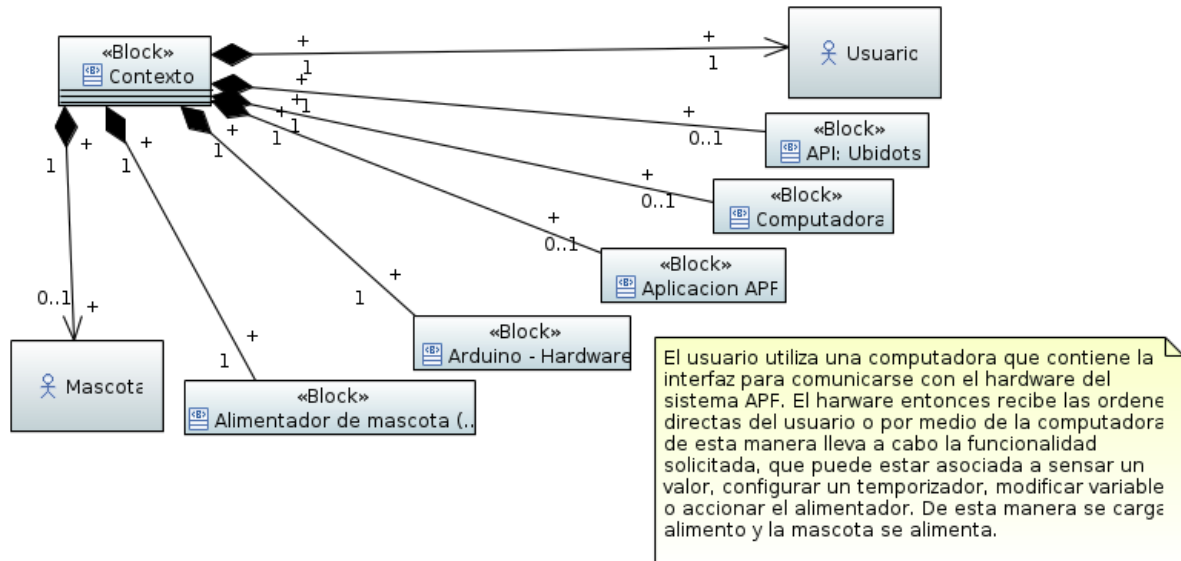 «Block»
Contexto
+
1
+
1
Usuaric
+
1
+
0..1
«Block»
API: Ubidots
+
1
+
0..1
«Block»
Computadora
+
1
+
0..1
«Block»
Aplicacion APF
+
1
+
1
«Block»
Arduino - Hardware
+
1
+
1
«Block»
Alimentador de mascota (..
+
1
0..1
+
Mascota
El usuario utiliza una computadora que contiene la
interfaz para comunicarse con el hardware del
sistema APF. El harware entonces recibe las ordene
directas del usuario o por medio de la computadora
de esta manera lleva a cabo la funcionalidad
solicitada, que puede estar asociada a sensar un
valor, configurar un temporizador, modificar variable
o accionar el alimentador. De esta manera se carga
alimento y la mascota se alimenta.